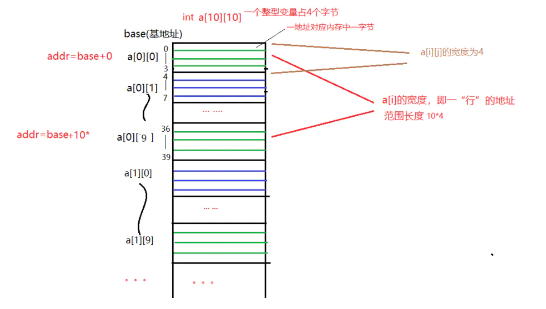 int a[10][10]
一个整型变量占4个字节
一地址对应内存中一字节
base(基地址)
addr=base+0
a[0][0]
0
3
a[i][j]的宽度为4
4
a[0][1]
7
... ...
a[i]的宽度，即一“行”的地址
范围长度 10*4
addr=base+10*
a[0][9]
36
39
a[1][0]
... ...
a[1][9]
. . .
. . .